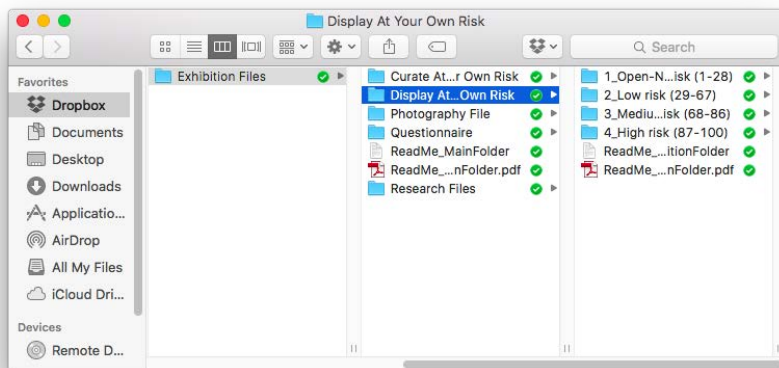 Display At Your Own Risk
Search
Favorites
Dropbox
Documents
Desktop
Downloads
Applicatio...
AirDrop
All My Files
iCloud Dri...
Devices
Remote D...
Exhibition Files
Curate At...r Own Risk
Display At...Own Risk
Photography File
Questionnaire
ReadMe_MainFolder
ReadMe_...nFolder.pdf
Research Files
1_Open-N...isk (1-28)
2_Low risk (29-67)
3_Mediu...isk (68-86)
4_High risk (87-100)
ReadMe_...itionFolder
ReadMe_...nFolder.pdf